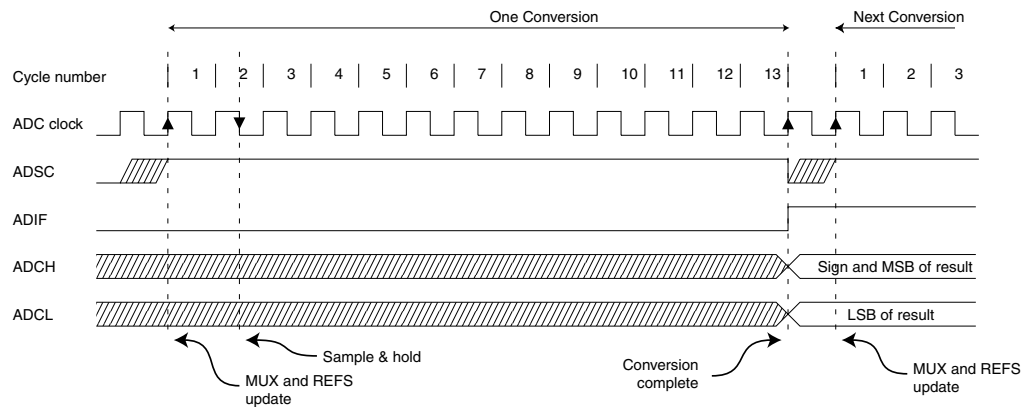 One Conversion
Next Conversion
Cycle number
1 2 3 4 5 6 7 8 9 10 11 12 13 1 2 3
ADC clock
ADSC
ADIF
ADCH
Sign and MSB of result
ADCL
LSB of result
Sample & hold
MUX and REFS
update
Conversion
complete
MUX and REFS
update